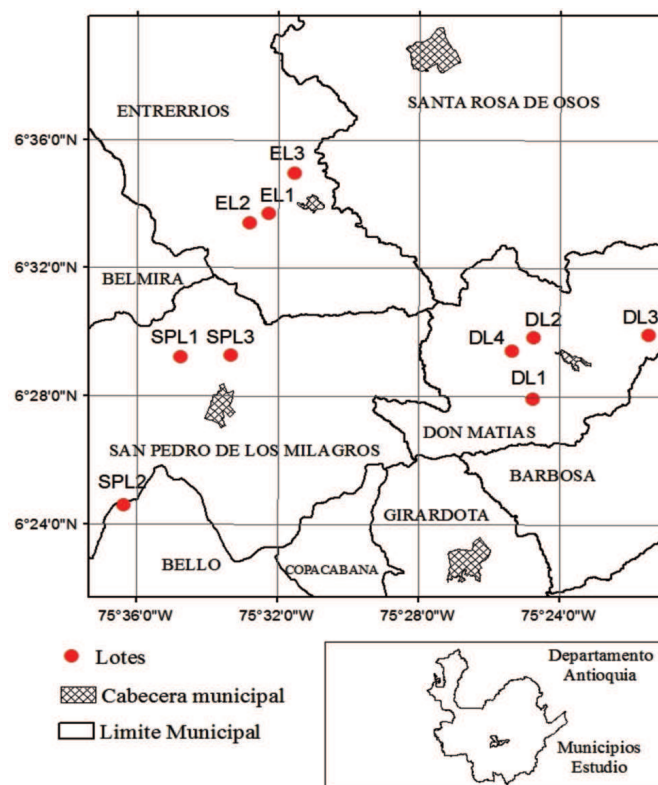 ENTRERRIOS
SANTA ROSA DE OSOS
6°36'0"N
EL3
EL1
EL2
6°32'0"N
BELMIRA
SPL1 SPL3
DL2
DL3
DL4
DL1
6°28'0"N
DON MATIAS
SAN PEDRO DE LOS MILAGROS
BARBOSA
SPL2
GIRARDOTA
6°24'0"N
BELLO
COPACABANA
75°36'0"W 75°32'0"W 75°28'0"W 75°24'0"W
Lotes
Cabecera municipal
Limite Municipal
Departamento
Antioquia
Municipios
Estudio